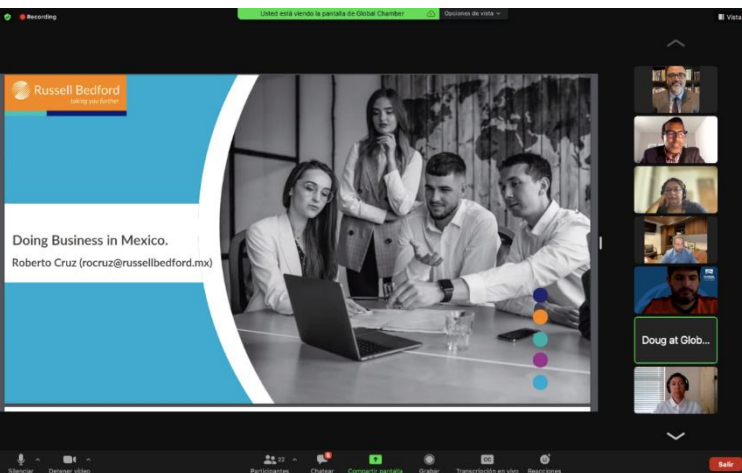 Recording
Usted está viendo la pantalla de Global Chamber
Opciones de vista
Vista
Russell Bedford
taking you further
Doing Business in Mexico.
Roberto Cruz (rocruz@russellbedford.mx)
Doug at Glob...
Silenciar
Detener video
Participantes
22
Chatear
Compartir pantalla
Grabar
CC
Transcripción en vivo
Reacciones
Salir